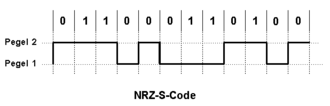 0 1 1 0 0 0 1 1 0 1 0 0
Pegel 2
Pegel 1
NRZ-S-Code